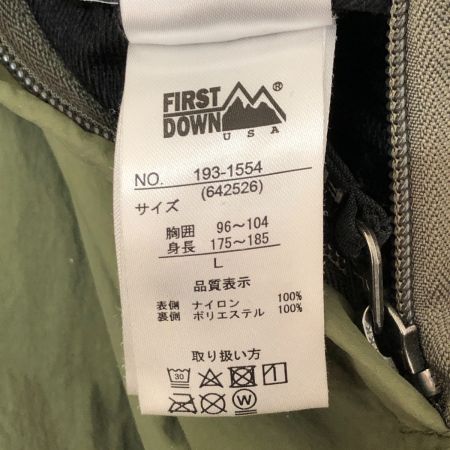 FIRST
DOWN®
USA
NO. 193-1554
(642526)
サイズ
胸囲 96～104
身長 175～185
L
品質表示
表側 ナイロン 100%
裏側 ポリエステル 100%
取り扱い方
30
W